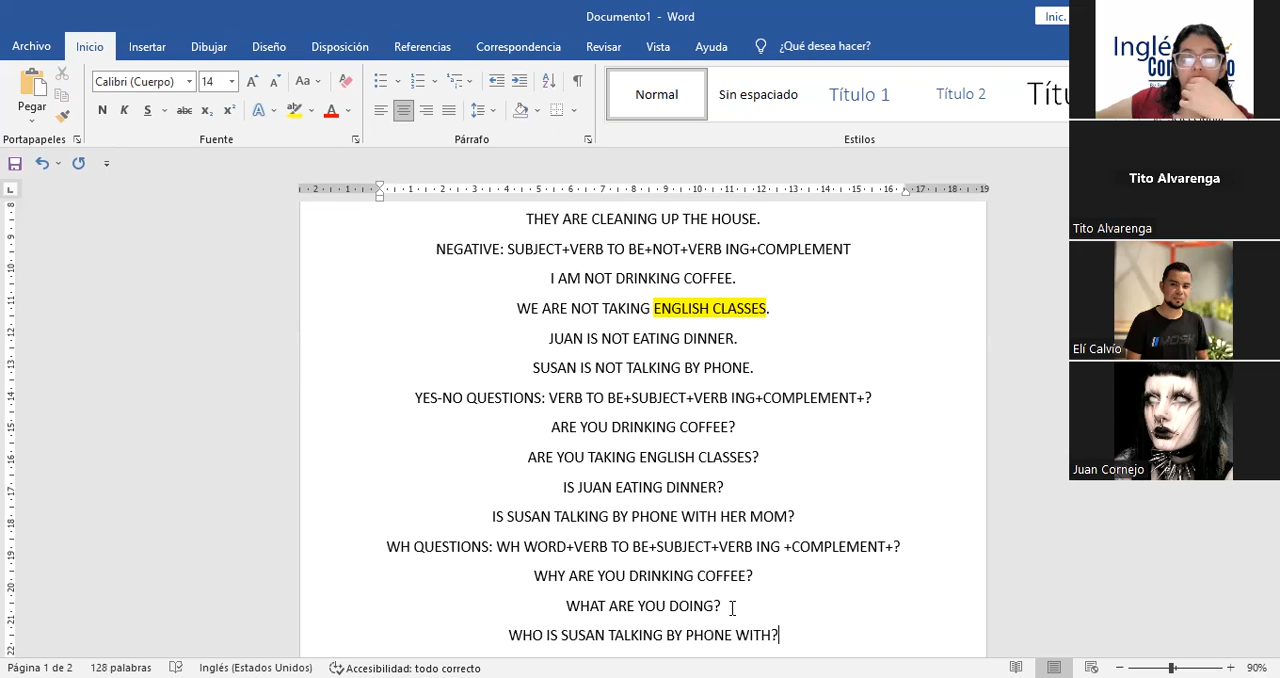 Documento1 - Word
Inic.
Archivo
Inicio
Insertar
Dibujar
Diseño
Disposición
Referencias
Correspondencia
Revisar
Vista
Ayuda
¿Qué desea hacer?
Pegar
Calibri (Cuerpo)
14
Normal
Sin espaciado
Título 1
Título 2
Portapapeles
Fuente
Párrafo
Estilos
THEY ARE CLEANING UP THE HOUSE.
NEGATIVE: SUBJECT+VERB TO BE+NOT+VERB ING+COMPLEMENT
I AM NOT DRINKING COFFEE.
WE ARE NOT TAKING ENGLISH CLASSES.
JUAN IS NOT EATING DINNER.
SUSAN IS NOT TALKING BY PHONE.
YES-NO QUESTIONS: VERB TO BE+SUBJECT+VERB ING+COMPLEMENT+?
ARE YOU DRINKING COFFEE?
ARE YOU TAKING ENGLISH CLASSES?
IS JUAN EATING DINNER?
IS SUSAN TALKING BY PHONE WITH HER MOM?
WH QUESTIONS: WH WORD+VERB TO BE+SUBJECT+VERB ING +COMPLEMENT+?
WHY ARE YOU DRINKING COFFEE?
WHAT ARE YOU DOING?
WHO IS SUSAN TALKING BY PHONE WITH?
Página 1 de 2
128 palabras
Inglés (Estados Unidos)
Accesibilidad: todo correcto
90%
Tito Alvarenga
Tito Alvarenga
Elí Calvío
Juan Cornejo